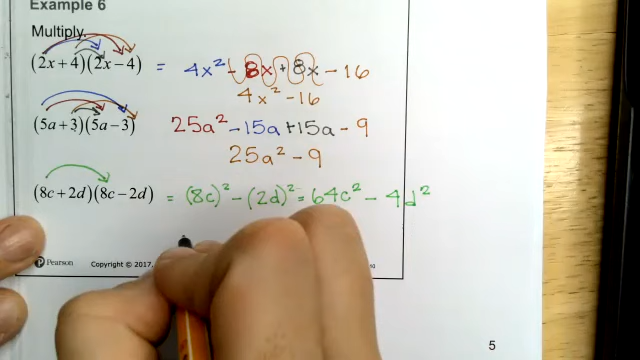 Example 6
Multiply.
(2x+4)(2x−4) = 4x² − 8x + 8x − 16
4x² − 16
(5a+3)(5a−3) 25a² − 15a + 15a − 9
25a² − 9
(8c+2d)(8c−2d) = (8c)² − (2d)² = 64c² − 4d²
Pearson Copyright © 2017,
5